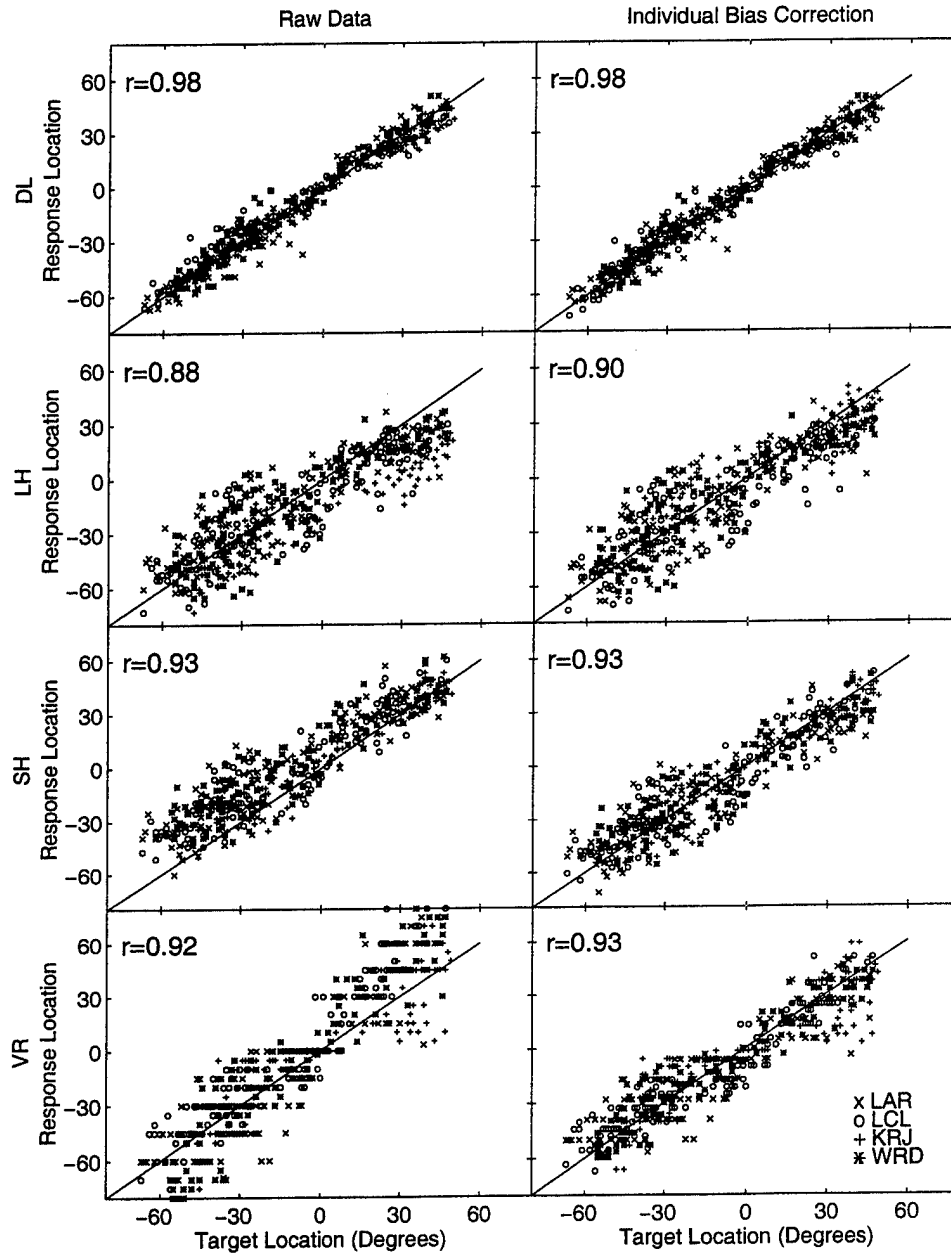 Raw Data
Individual Bias Correction
DL
Response Location
60
30
0
−30
−60
r=0.98
r=0.98
LH
Response Location
60
30
0
−30
−60
r=0.88
r=0.90
SH
Response Location
60
30
0
−30
−60
r=0.93
r=0.93
VR
Response Location
60
30
0
−30
−60
r=0.92
r=0.93
× LAR
o LCL
+ KRJ
⁎ WRD
−60 −30 0 30 60
−60 −30 0 30 60
Target Location (Degrees)
Target Location (Degrees)